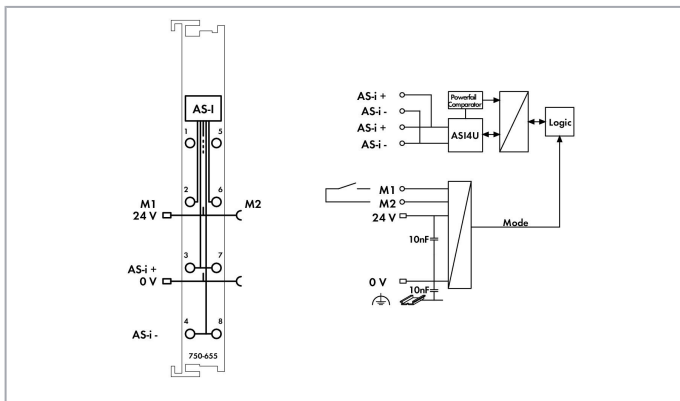 AS-I
1 5
2 6
M1 M2
24 V
3 7
AS-i +
0 V
4 8
AS-i -
750-655
AS-i +
AS-i -
AS-i +
AS-i -
Powerfail
Comparator
ASI4U
Logic
M1
M2
24 V
Mode
10nF
0 V
10nF